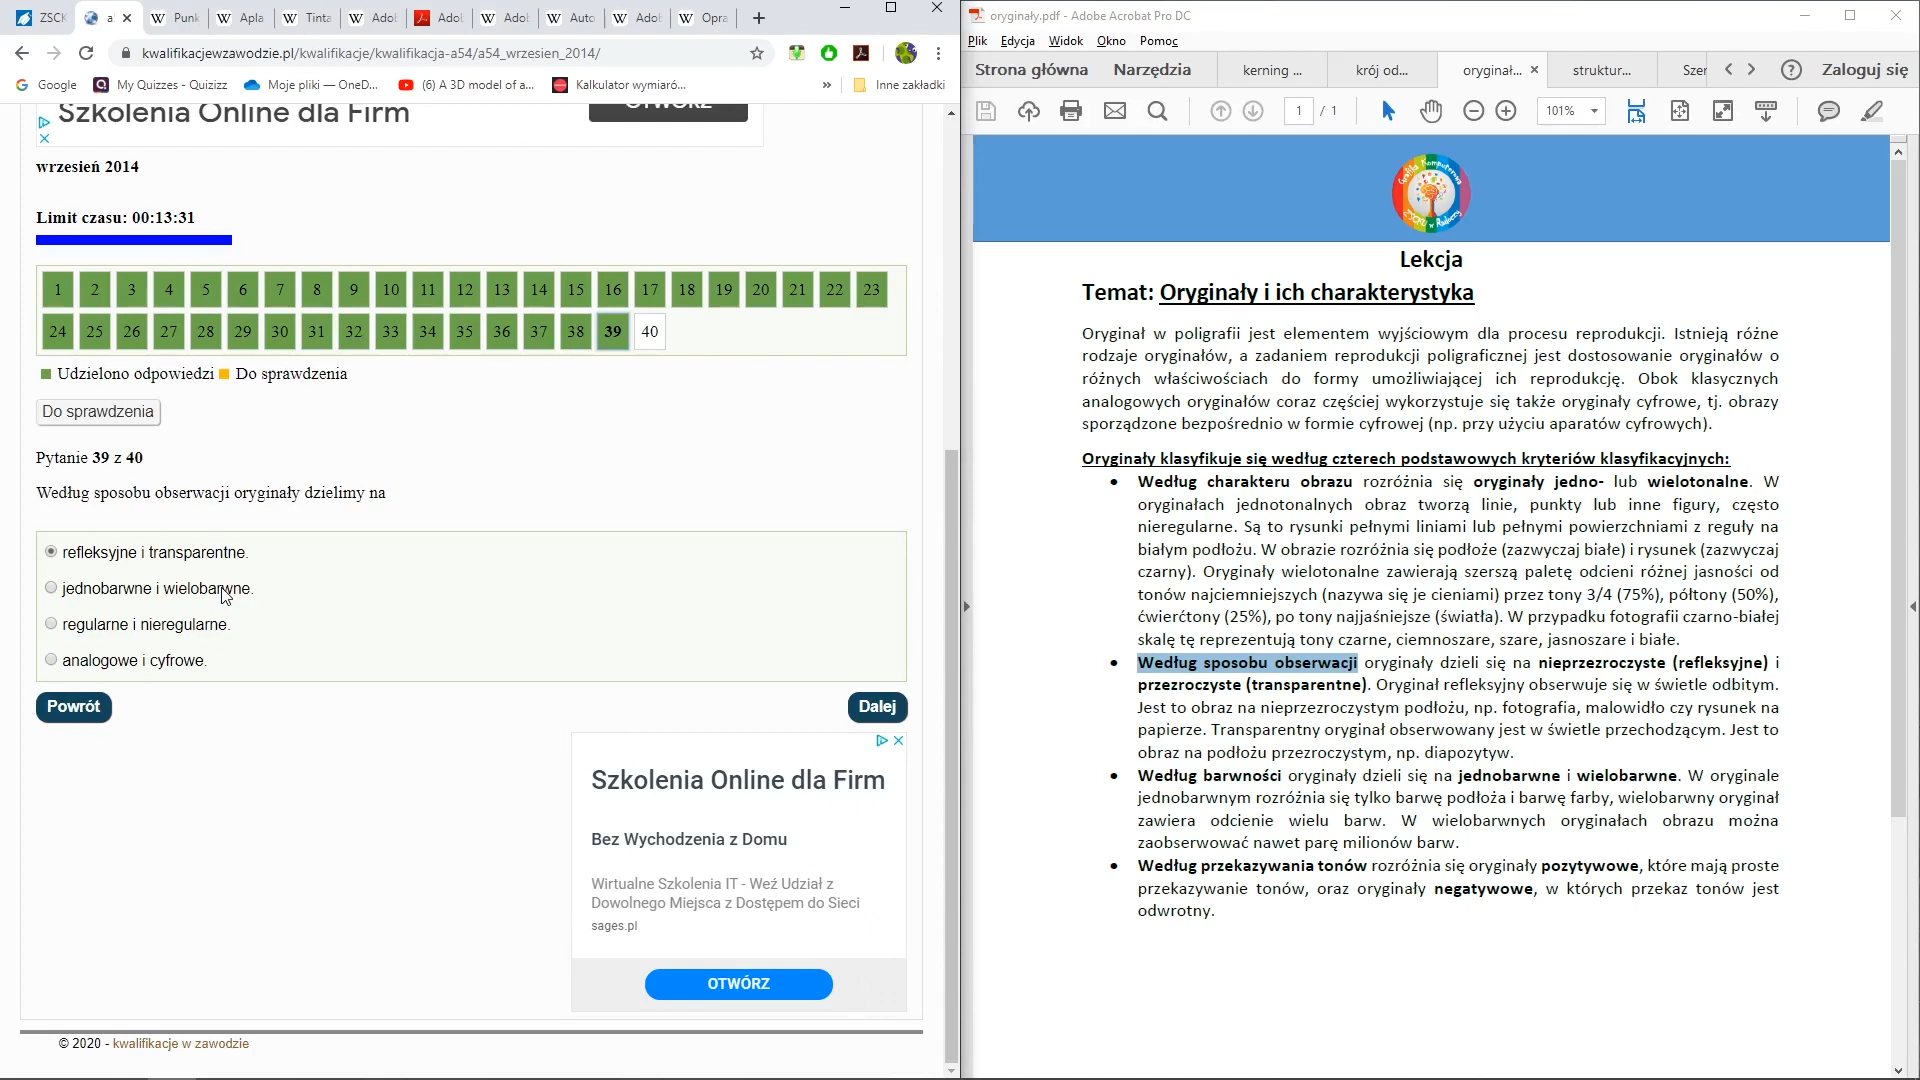 ZSCK
Punk
Apla
Tinta
Adob
Adob
Adob
Auto
Adob
Opra
kwalifikacjewzawodzie.pl/kwalifikacje/kwalifikacja-a54/a54_wrzesien_2014/
Google
My Quizzes - Quizizz
Moje pliki — OneD...
(6) A 3D model of a...
Kalkulator wymiaró...
»
Inne zakładki
Szkolenia Online dla Firm
OTWÓRZ
wrzesień 2014
Limit czasu: 00:13:31
1 2 3 4 5 6 7 8 9 10 11 12 13 14 15 16 17 18 19 20 21 22 23
24 25 26 27 28 29 30 31 32 33 34 35 36 37 38 39 40
Udzielono odpowiedzi Do sprawdzenia
Do sprawdzenia
Pytanie 39 z 40
Według sposobu obserwacji oryginały dzielimy na
refleksyjne i transparentne.
jednobarwne i wielobarwne.
regularne i nieregularne.
analogowe i cyfrowe.
Powrót
Dalej
Szkolenia Online dla Firm
Bez Wychodzenia z Domu
Wirtualne Szkolenia IT - Weź Udział z
Dowolnego Miejsca z Dostępem do Sieci
sages.pl
OTWÓRZ
© 2020 - kwalifikacje w zawodzie
oryginały.pdf - Adobe Acrobat Pro DC
Plik Edycja Widok Okno Pomoc
Strona główna
Narzędzia
kerning ...
krój od...
oryginał...
struktur...
Szer
Zaloguj się
1 / 1
101%
Grafika Komputerowa
Lekcja
Temat: Oryginały i ich charakterystyka
Oryginał w poligrafii jest elementem wyjściowym dla procesu reprodukcji. Istnieją różne
rodzaje oryginałów, a zadaniem reprodukcji poligraficznej jest dostosowanie oryginałów o
różnych właściwościach do formy umożliwiającej ich reprodukcję. Obok klasycznych
analogowych oryginałów coraz częściej wykorzystuje się także oryginały cyfrowe, tj. obrazy
sporządzone bezpośrednio w formie cyfrowej (np. przy użyciu aparatów cyfrowych).
Oryginały klasyfikuje się według czterech podstawowych kryteriów klasyfikacyjnych:
• Według charakteru obrazu rozróżnia się oryginały jedno- lub wielotonalne. W
oryginałach jednotonalnych obraz tworzą linie, punkty lub inne figury, często
nieregularne. Są to rysunki pełnymi liniami lub pełnymi powierzchniami z reguły na
białym podłożu. W obrazie rozróżnia się podłoże (zazwyczaj białe) i rysunek (zazwyczaj
czarny). Oryginały wielotonalne zawierają szerszą paletę odcieni różnej jasności od
tonów najciemniejszych (nazywa się je cieniami) przez tony 3/4 (75%), półtony (50%),
ćwierćtony (25%), po tony najjaśniejsze (światła). W przypadku fotografii czarno-białej
skalę tę reprezentują tony czarne, ciemnoszare, szare, jasnoszare i białe.
• Według sposobu obserwacji oryginały dzieli się na nieprzezroczyste (refleksyjne) i
przezroczyste (transparentne). Oryginał refleksyjny obserwuje się w świetle odbitym.
Jest to obraz na nieprzezroczystym podłożu, np. fotografia, malowidło czy rysunek na
papierze. Transparentny oryginał obserwowany jest w świetle przechodzącym. Jest to
obraz na podłożu przezroczystym, np. diapozytyw.
• Według barwności oryginały dzieli się na jednobarwne i wielobarwne. W oryginale
jednobarwnym rozróżnia się tylko barwę podłoża i barwę farby, wielobarwny oryginał
zawiera odcienie wielu barw. W wielobarwnych oryginałach obrazu można
zaobserwować nawet parę milionów barw.
• Według przekazywania tonów rozróżnia się oryginały pozytywowe, które mają proste
przekazywanie tonów, oraz oryginały negatywowe, w których przekaz tonów jest
odwrotny.